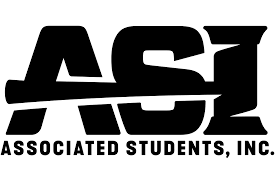 ASI
ASSOCIATED STUDENTS, INC.